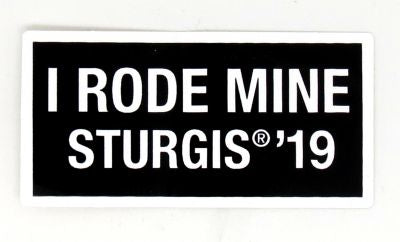 I RODE MINE
STURGIS® '19